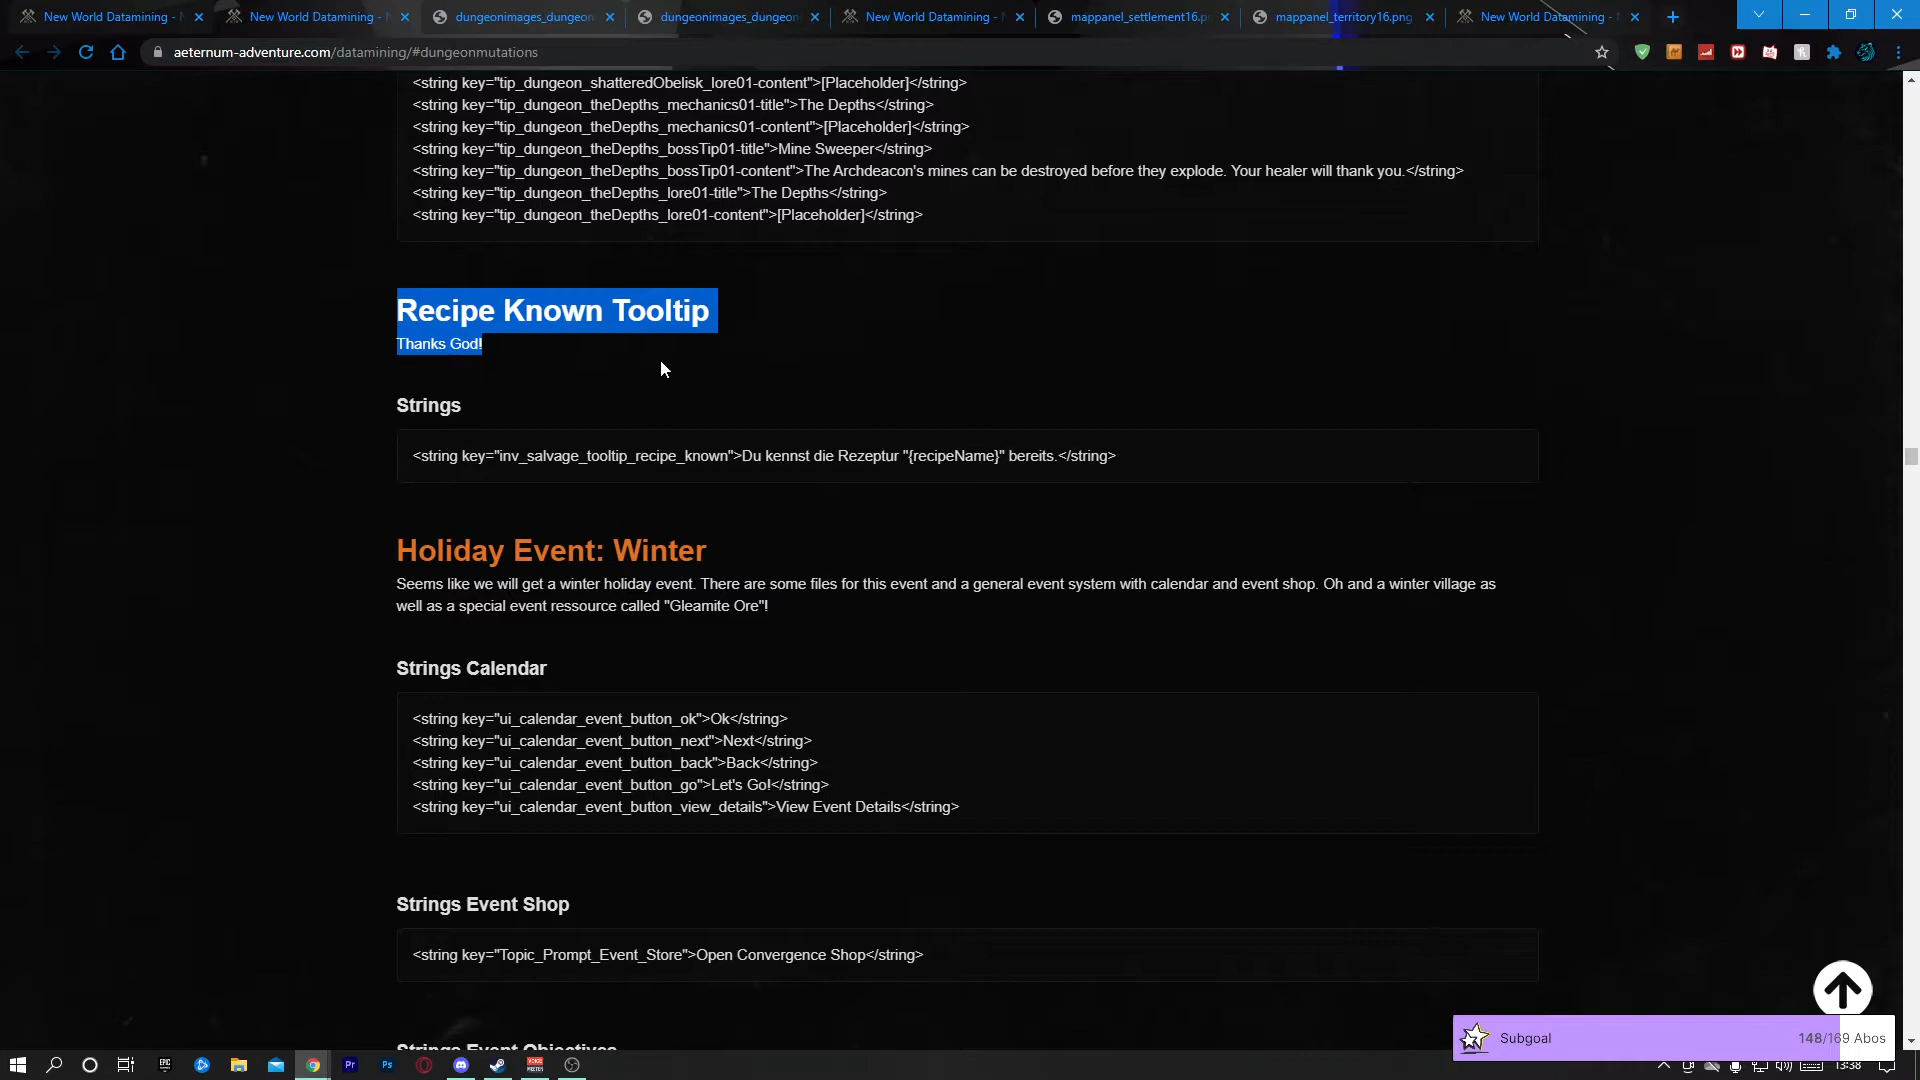 New World Datamining -
New World Datamining -
dungeonimages_dungeon
dungeonimages_dungeon
New World Datamining -
mappanel_settlement16.p
mappanel_territory16.png
New World Datamining -
aeternum-adventure.com/datamining/#dungeonmutations
<string key="tip_dungeon_shatteredObelisk_lore01-content">[Placeholder]</string>
<string key="tip_dungeon_theDepths_mechanics01-title">The Depths</string>
<string key="tip_dungeon_theDepths_mechanics01-content">[Placeholder]</string>
<string key="tip_dungeon_theDepths_bossTip01-title">Mine Sweeper</string>
<string key="tip_dungeon_theDepths_bossTip01-content">The Archdeacon's mines can be destroyed before they explode. Your healer will thank you.</string>
<string key="tip_dungeon_theDepths_lore01-title">The Depths</string>
<string key="tip_dungeon_theDepths_lore01-content">[Placeholder]</string>
Recipe Known Tooltip
Thanks God!
Strings
<string key="inv_salvage_tooltip_recipe_known">Du kennst die Rezeptur "{recipeName}" bereits.</string>
Holiday Event: Winter
Seems like we will get a winter holiday event. There are some files for this event and a general event system with calendar and event shop. Oh and a winter village as
well as a special event ressource called "Gleamite Ore"!
Strings Calendar
<string key="ui_calendar_event_button_ok">Ok</string>
<string key="ui_calendar_event_button_next">Next</string>
<string key="ui_calendar_event_button_back">Back</string>
<string key="ui_calendar_event_button_go">Let's Go!</string>
<string key="ui_calendar_event_button_view_details">View Event Details</string>
Strings Event Shop
<string key="Topic_Prompt_Event_Store">Open Convergence Shop</string>
Strings Event Objectives
Subgoal
148/169 Abos
EPIC
Pr
Ps
13:38